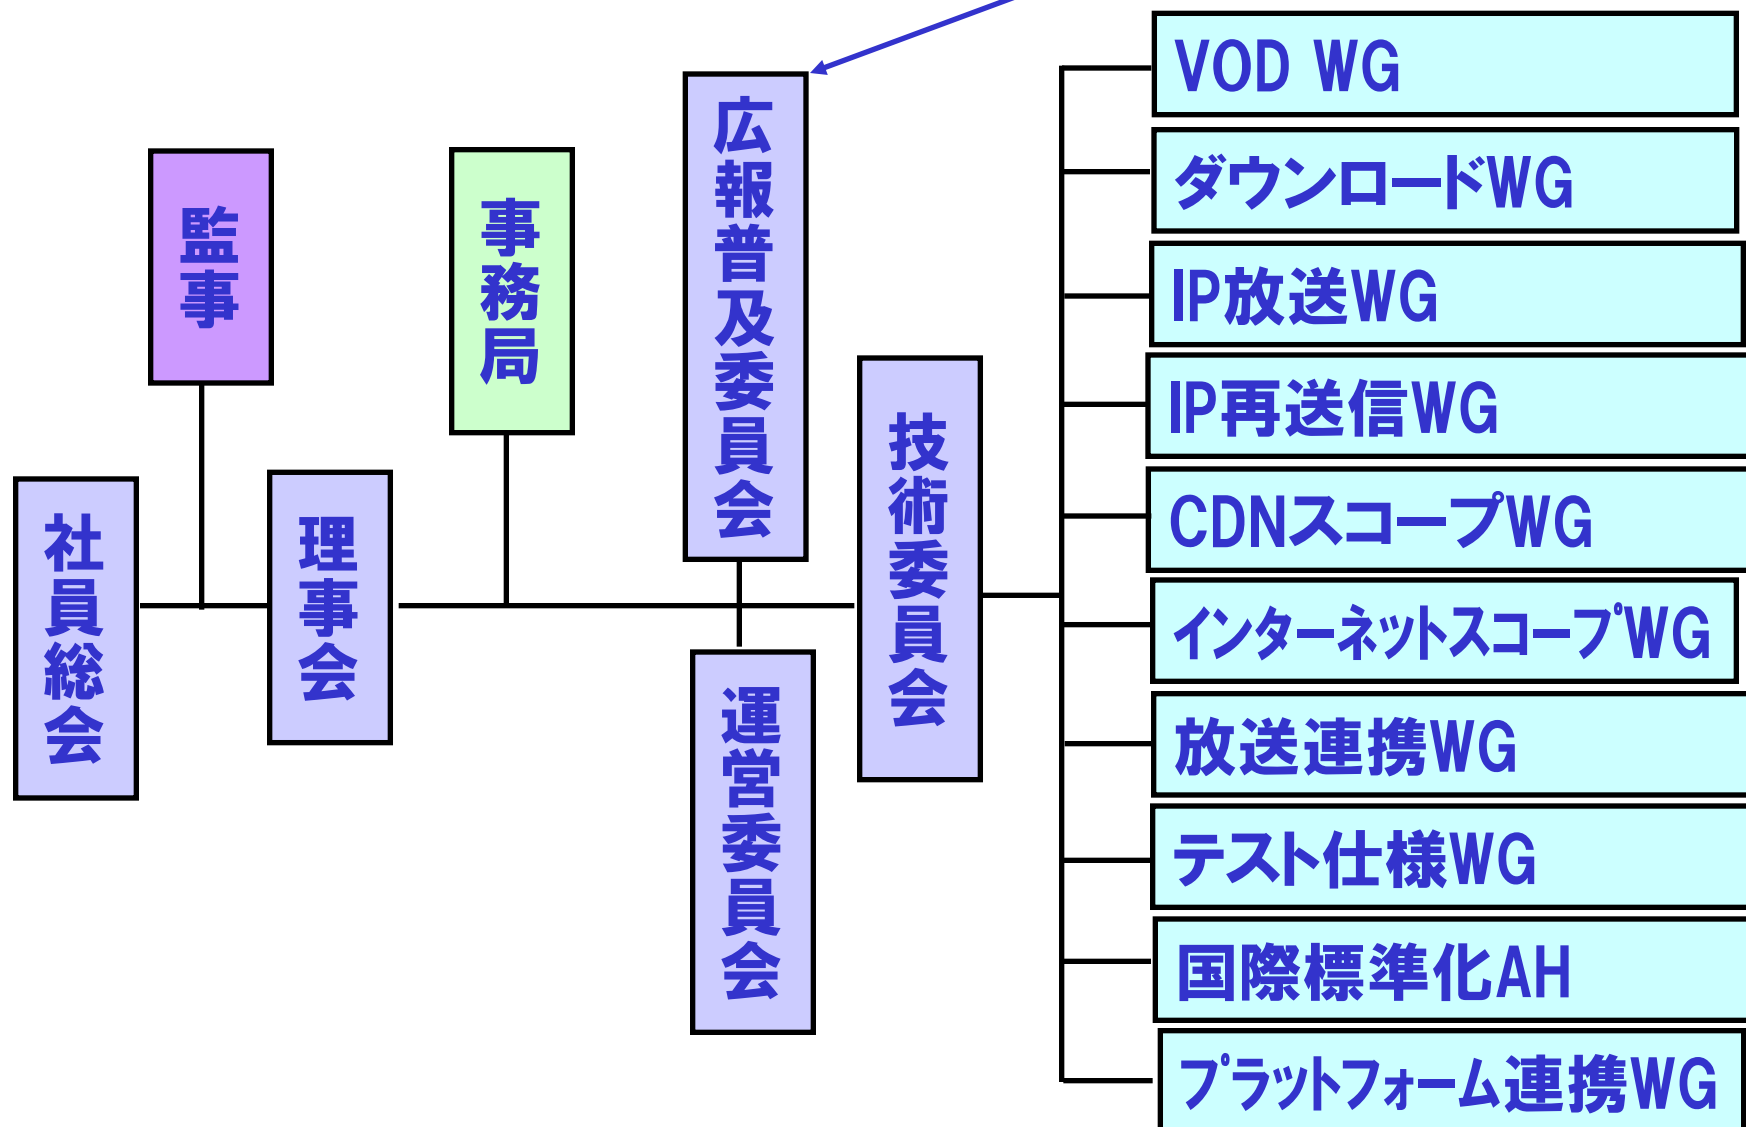 社員総会
監事
理事会
事務局
広報普及委員会
運営委員会
技術委員会
VOD WG
ダウンロードWG
IP放送WG
IP再送信WG
CDNスコープWG
インターネットスコープWG
放送連携WG
テスト仕様WG
国際標準化AH
プラットフォーム連携WG